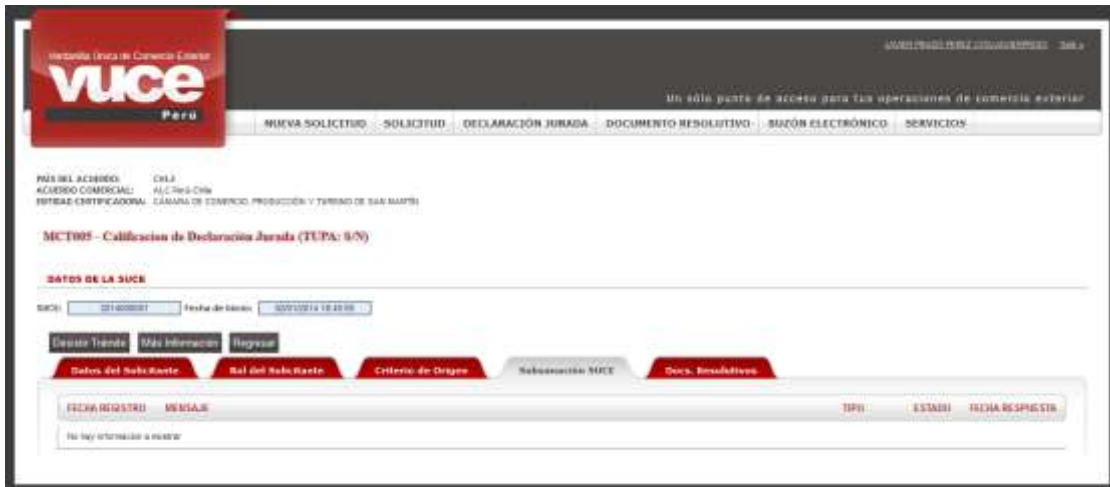 Ventanilla Única de Comercio Exterior
vuce
Perú
Un sólo punto de acceso para tus operaciones de comercio exterior
NUEVA SOLICITUD SOLICITUD DECLARACIÓN JURADA DOCUMENTO RESOLUTIVO BUZÓN ELECTRÓNICO SERVICIOS
PAÍS DEL ACUERDO: CHILE
ACUERDO COMERCIAL: ALC Perú-Chile
ENTIDAD CERTIFICADORA: CÁMARA DE COMERCIO, PRODUCCIÓN Y TURISMO DE SAN MARTÍN
MCT005 - Calificacion de Declaración Jurada (TUPA: S/N)
DATOS DE LA SUCE
SUCE: Fecha de
Desistir Trámite Más Información Regresar
Datos del Solicitante Rol del Solicitante Criterio de Origen Subsanación SUCE Docs. Resolutivos
FECHA REGISTRO MENSAJE TIPO ESTADO FECHA RESPUESTA
No hay información a mostrar